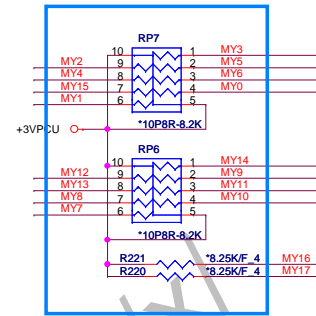 RP7
10 1 MY3
MY2 9 2 MY5
MY4 8 3 MY6
MY15 7 4 MY0
MY1 6 5
+3VPCU *10P8R-8.2K
RP6
10 1 MY14
MY12 9 2 MY9
MY13 8 3 MY11
MY8 7 4 MY10
MY7 6 5
*10P8R-8.2K
R221 *8.25K/F_4 MY16
R220 *8.25K/F_4 MY17